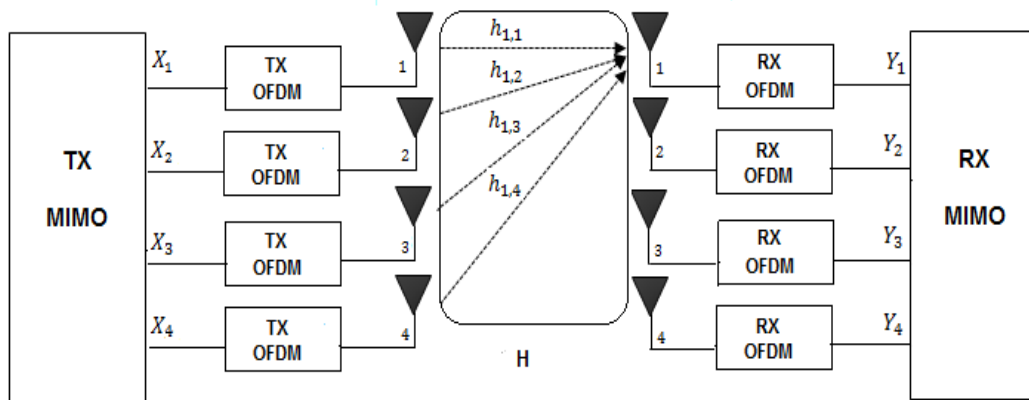 TX
MIMO
X₁
X₂
X₃
X₄
TX
OFDM
TX
OFDM
TX
OFDM
TX
OFDM
1
2
3
4
h₁,₁
h₁,₂
h₁,₃
h₁,₄
H
1
2
3
4
RX
OFDM
RX
OFDM
RX
OFDM
RX
OFDM
Y₁
Y₂
Y₃
Y₄
RX
MIMO